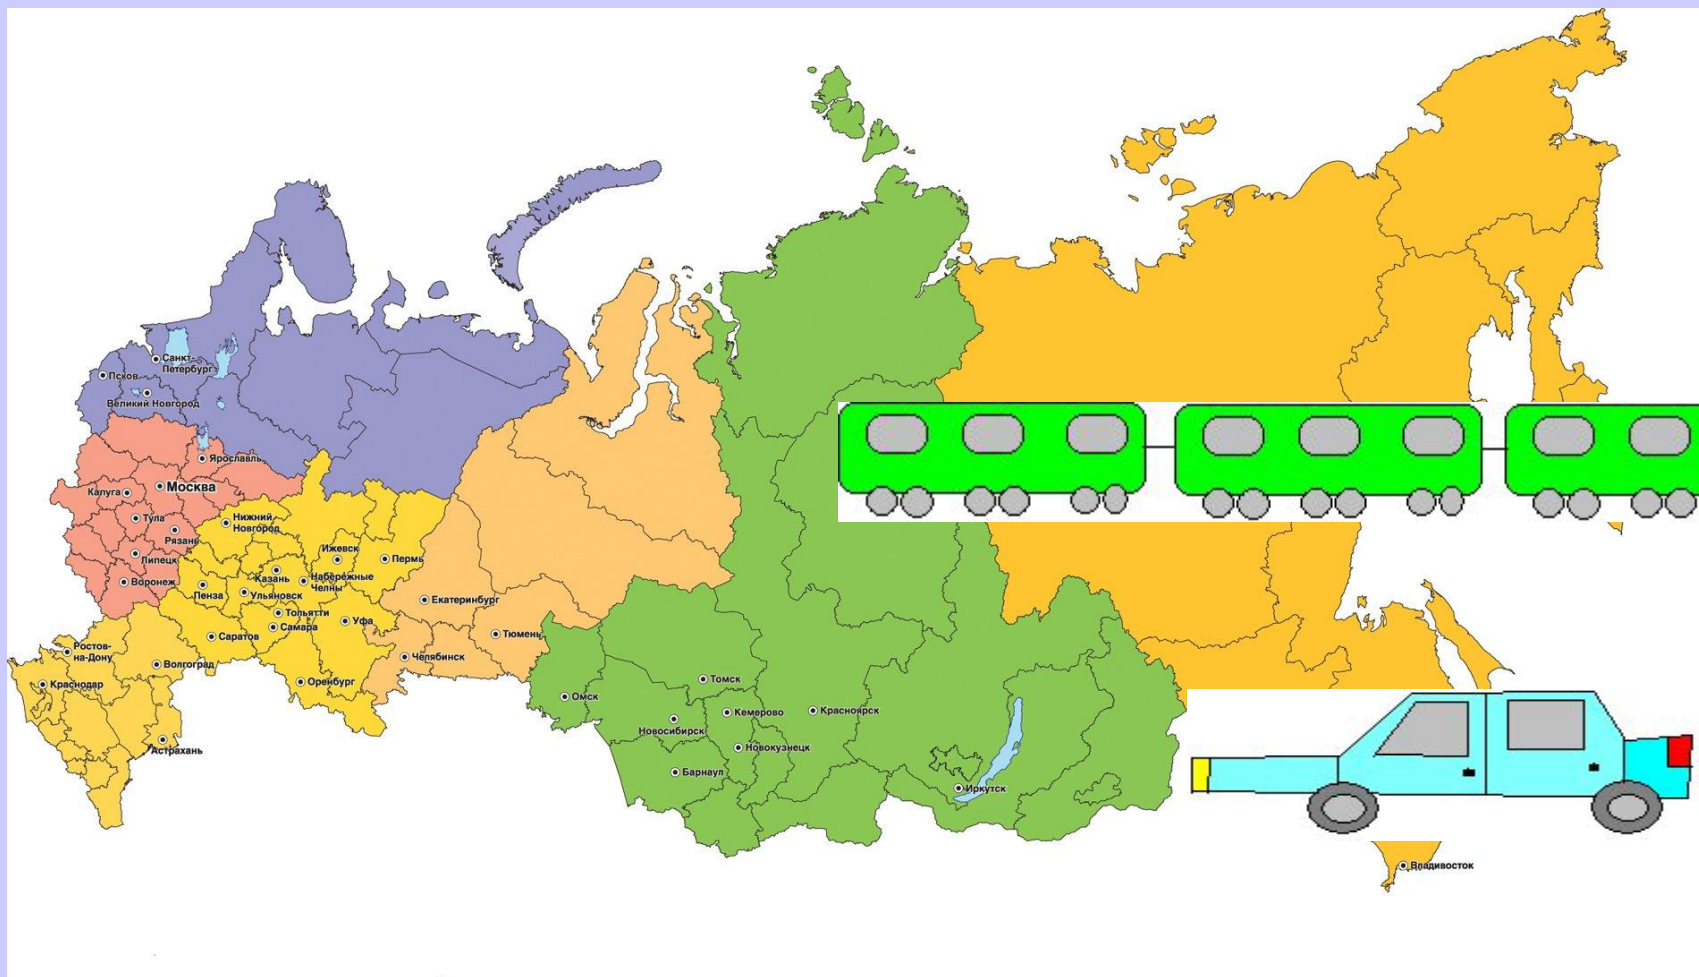 Санкт-
Петербург
Псков
Великий Новгород
Ярославль
Москва
Калуга
Тула
Рязань
Липецк
Воронеж
Нижний
Новгород
Ижевск
Пермь
Казань
Набережные
Челны
Пенза
Ульяновск
Тольятти
Самара
Уфа
Саратов
Оренбург
Ростов-
на-Дону
Волгоград
Краснодар
Астрахань
Екатеринбург
Тюмень
Челябинск
Омск
Томск
Кемерово
Красноярск
Новосибирск
Новокузнецк
Барнаул
Иркутск
Владивосток